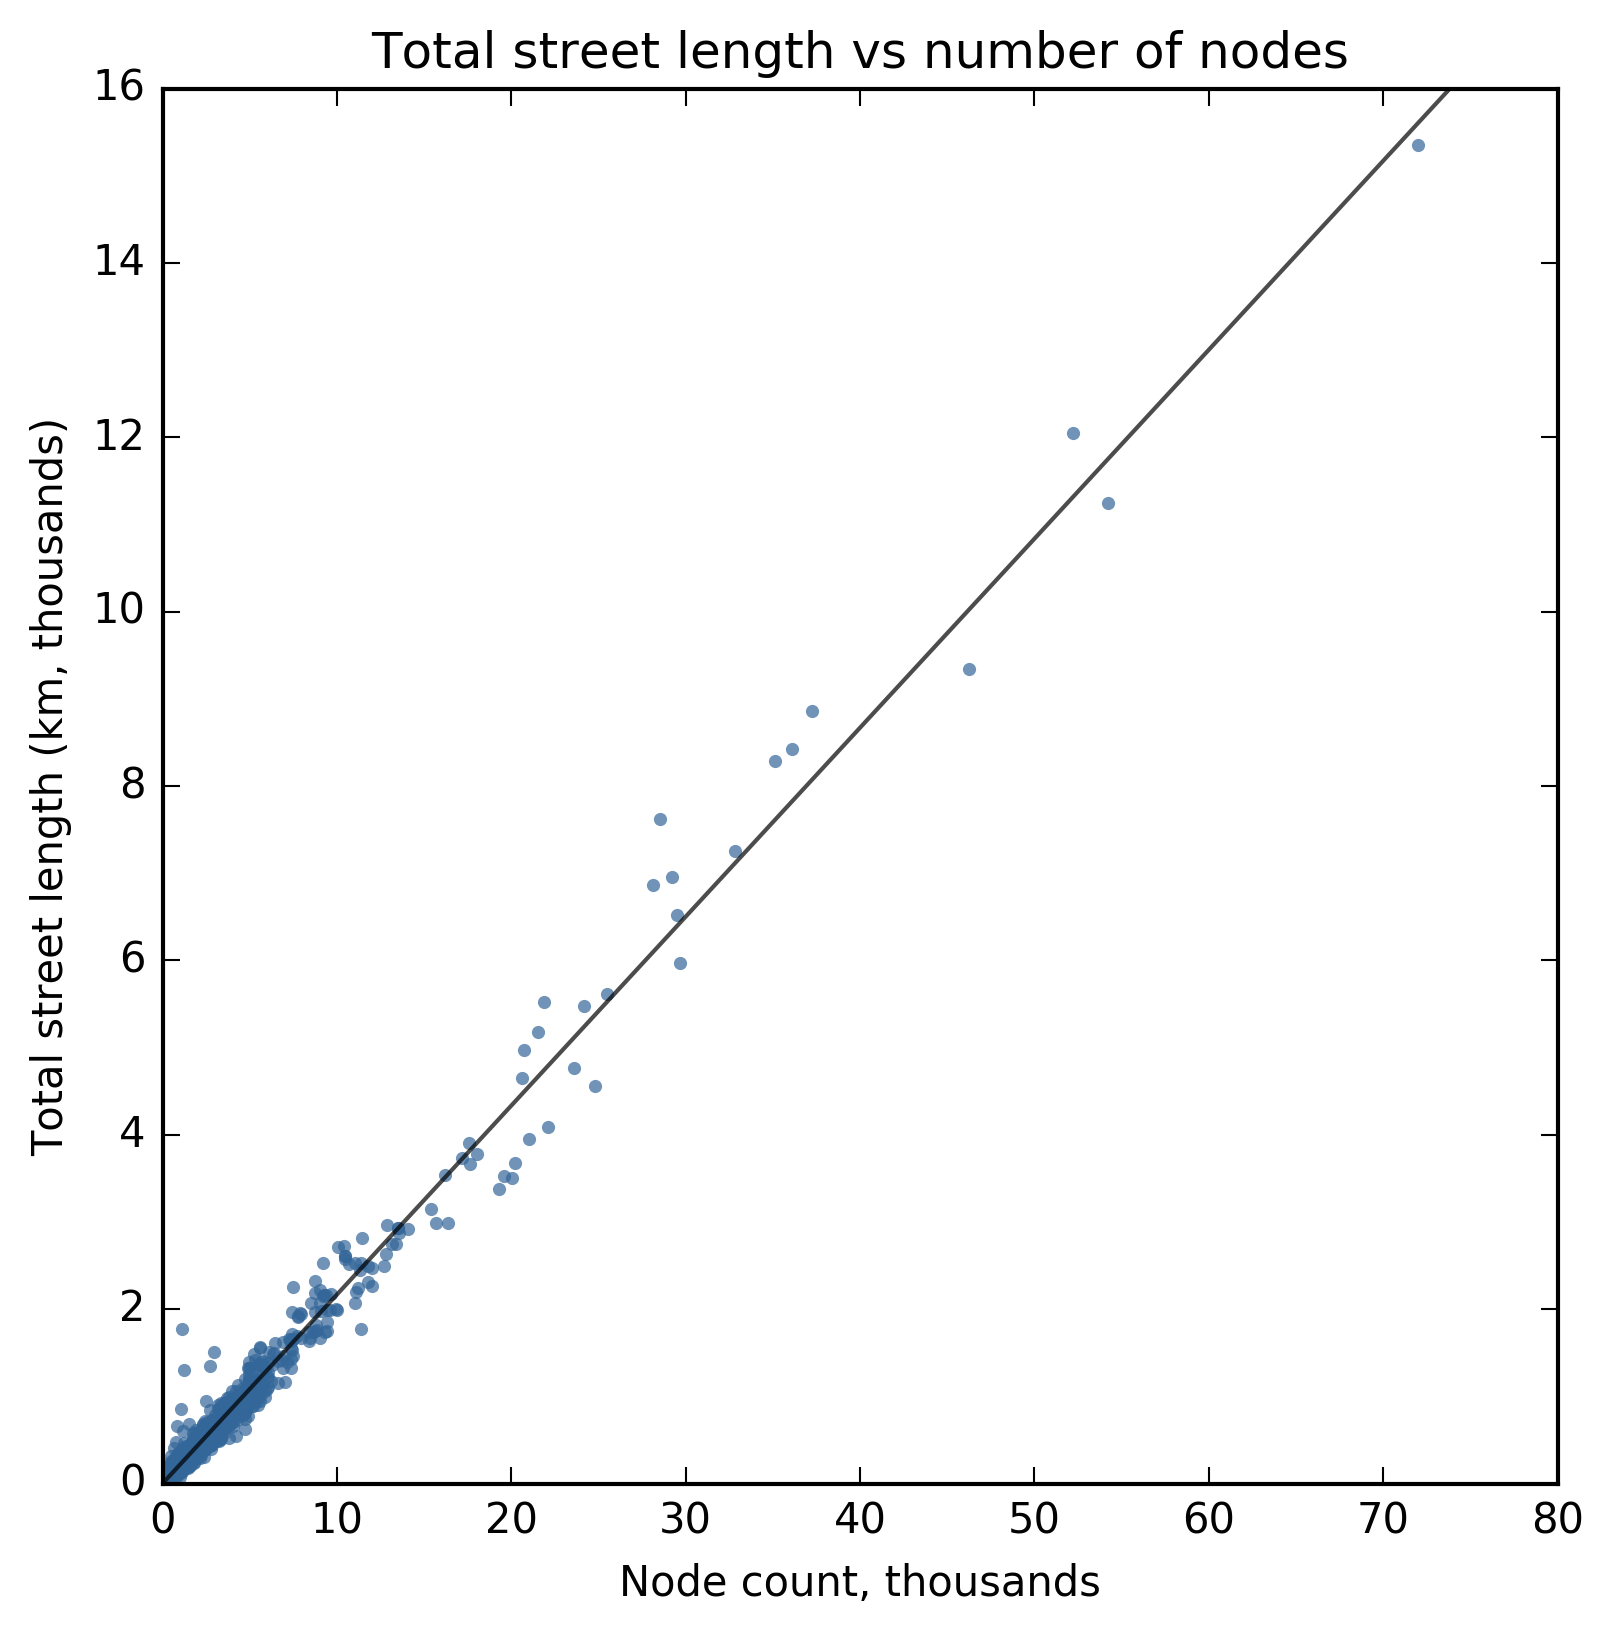 Total street length vs number of nodes
16
14
12
10
8
6
4
2
0
Total street length (km, thousands)
0 10 20 30 40 50 60 70 80
Node count, thousands